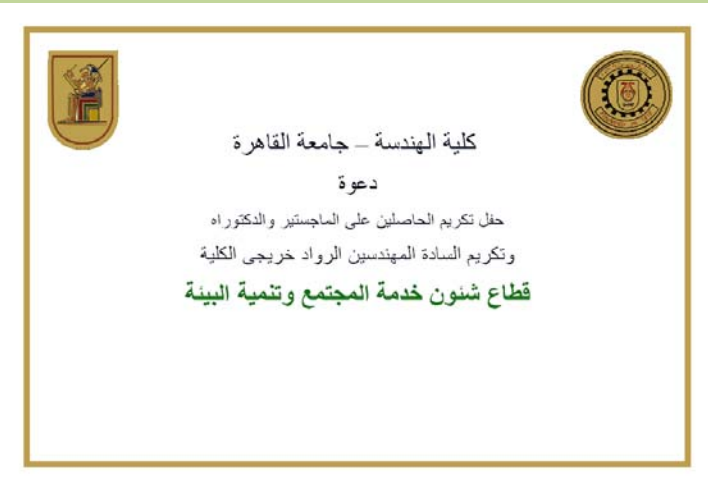 كلية الهندسة – جامعة القاهرة
دعوة
حفل تكريم الحاصلين على الماجستير والدكتوراه
وتكريم السادة المهندسين الرواد خريجى الكلية
قطاع شئون خدمة المجتمع وتنمية البيئة